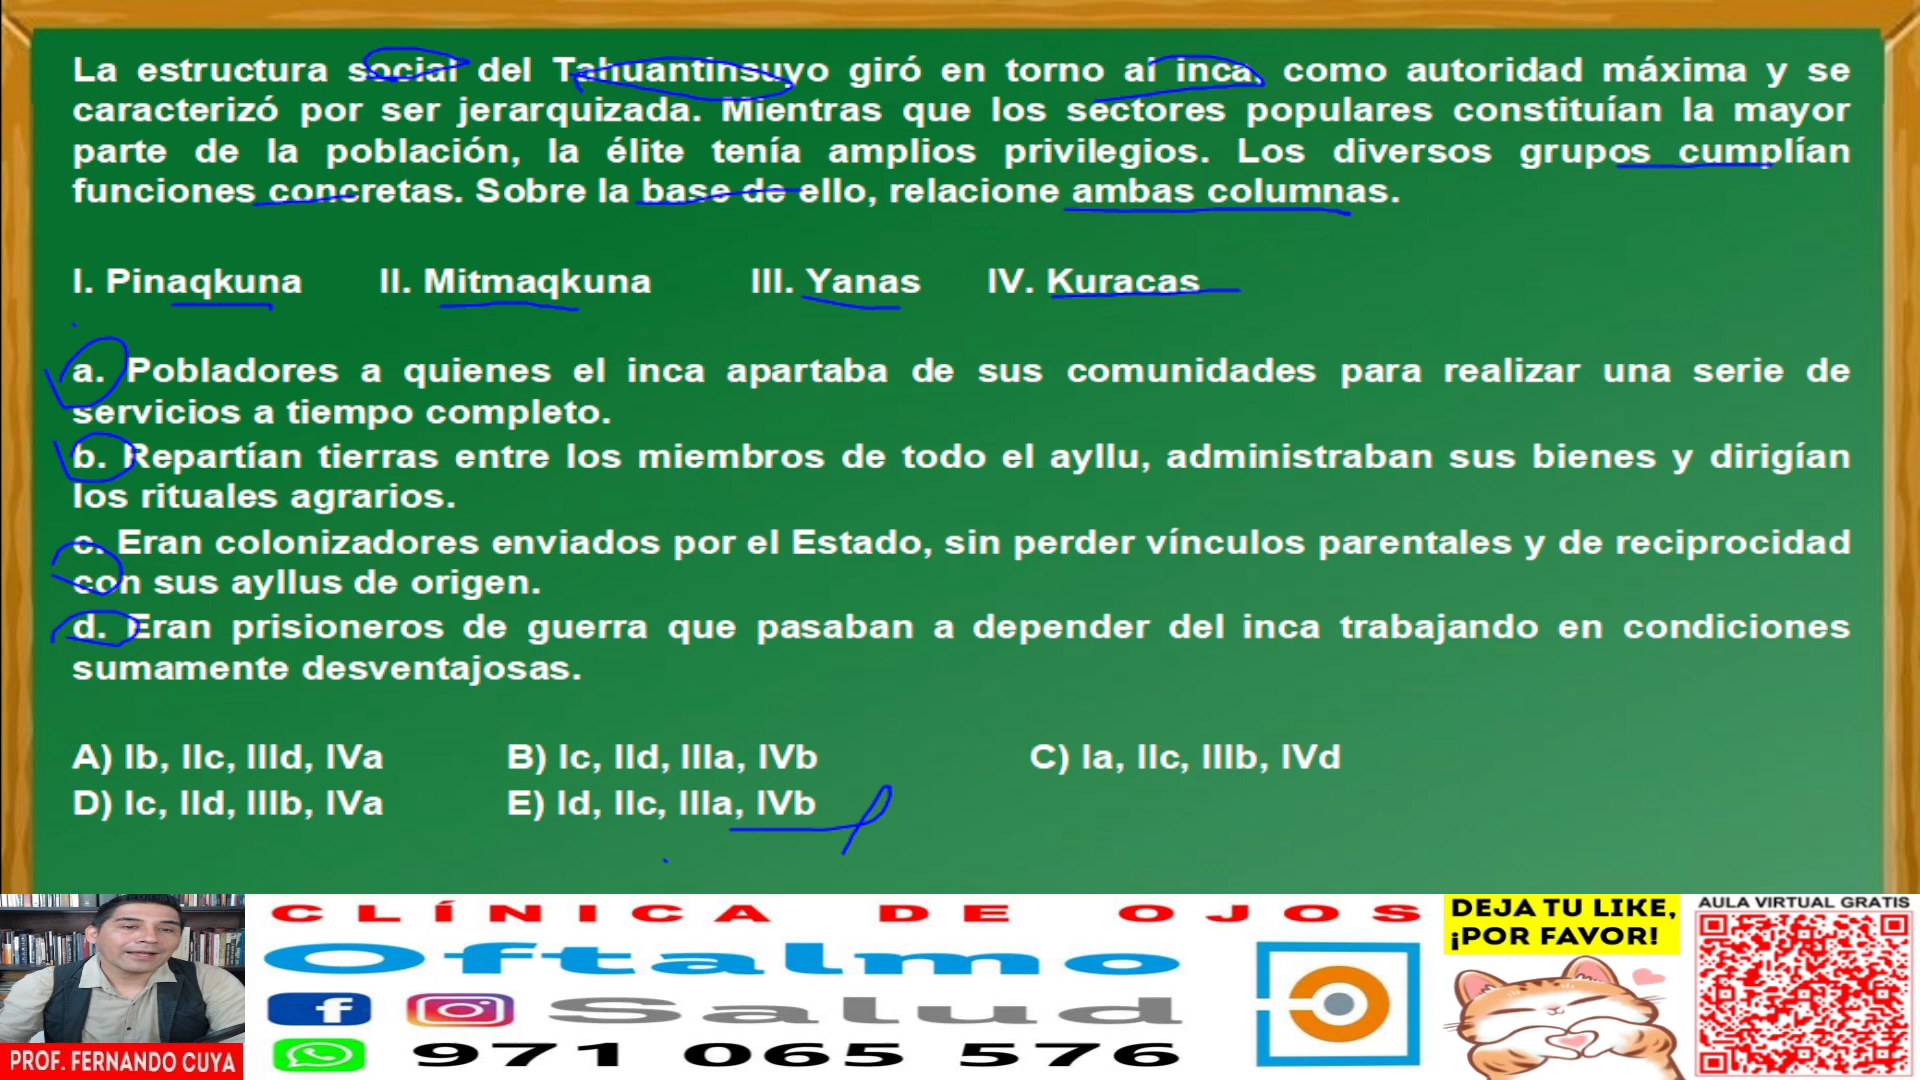 La estructura social del Tahuantinsuyo giró en torno al inca, como autoridad máxima y se
caracterizó por ser jerarquizada. Mientras que los sectores populares constituían la mayor
parte de la población, la élite tenía amplios privilegios. Los diversos grupos cumplían
funciones concretas. Sobre la base de ello, relacione ambas columnas.
I. Pinaqkuna II. Mitmaqkuna III. Yanas IV. Kuracas
a. Pobladores a quienes el inca apartaba de sus comunidades para realizar una serie de
servicios a tiempo completo.
b. Repartían tierras entre los miembros de todo el ayllu, administraban sus bienes y dirigían
los rituales agrarios.
c. Eran colonizadores enviados por el Estado, sin perder vínculos parentales y de reciprocidad
con sus ayllus de origen.
d. Eran prisioneros de guerra que pasaban a depender del inca trabajando en condiciones
sumamente desventajosas.
A) Ib, IIc, IIId, IVa B) Ic, IId, IIIa, IVb C) Ia, IIc, IIIb, IVd
D) Ic, IId, IIIb, IVa E) Id, IIc, IIIa, IVb
PROF. FERNANDO CUYA
CLÍNICA DE OJOS
Oftalmo
Salud
971 065 576
DEJA TU LIKE,
¡POR FAVOR!
AULA VIRTUAL GRATIS